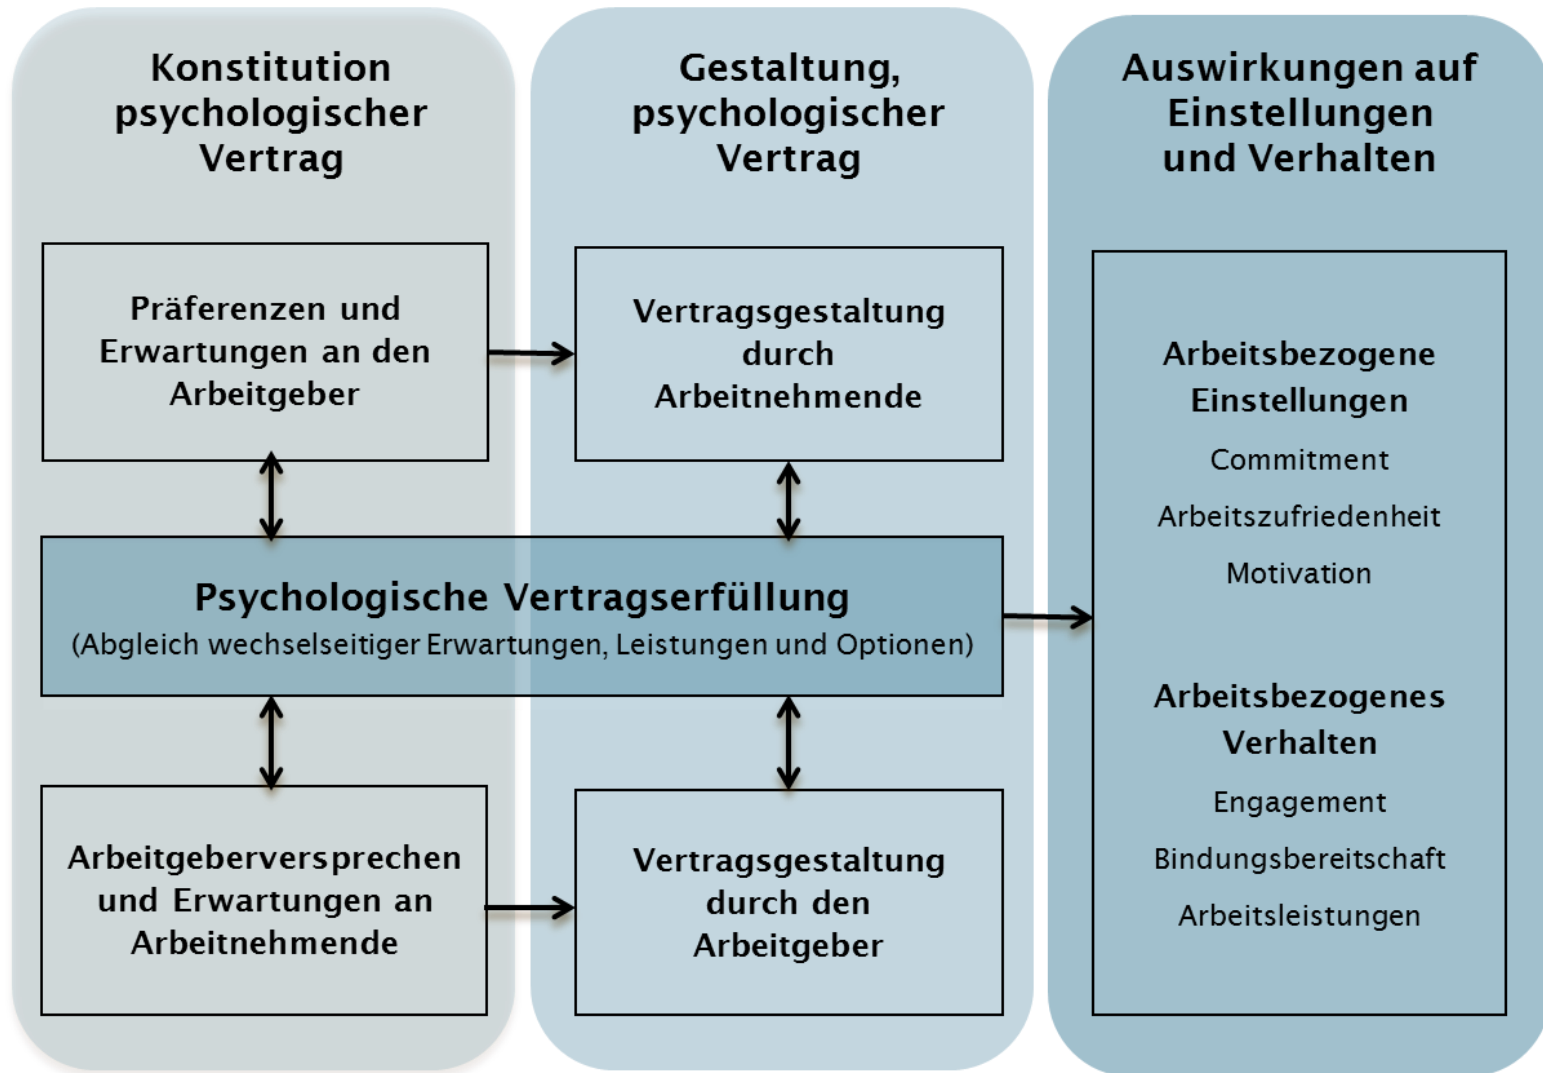 Konstitution
psychologischer
Vertrag
Gestaltung,
psychologischer
Vertrag
Auswirkungen auf
Einstellungen
und Verhalten
Präferenzen und
Erwartungen an den
Arbeitgeber
Vertragsgestaltung
durch
Arbeitnehmende
Psychologische Vertragserfüllung
(Abgleich wechselseitiger Erwartungen, Leistungen und Optionen)
Arbeitgeberversprechen
und Erwartungen an
Arbeitnehmende
Vertragsgestaltung
durch den
Arbeitgeber
Arbeitsbezogene
Einstellungen
Commitment
Arbeitszufriedenheit
Motivation
Arbeitsbezogenes
Verhalten
Engagement
Bindungsbereitschaft
Arbeitsleistungen